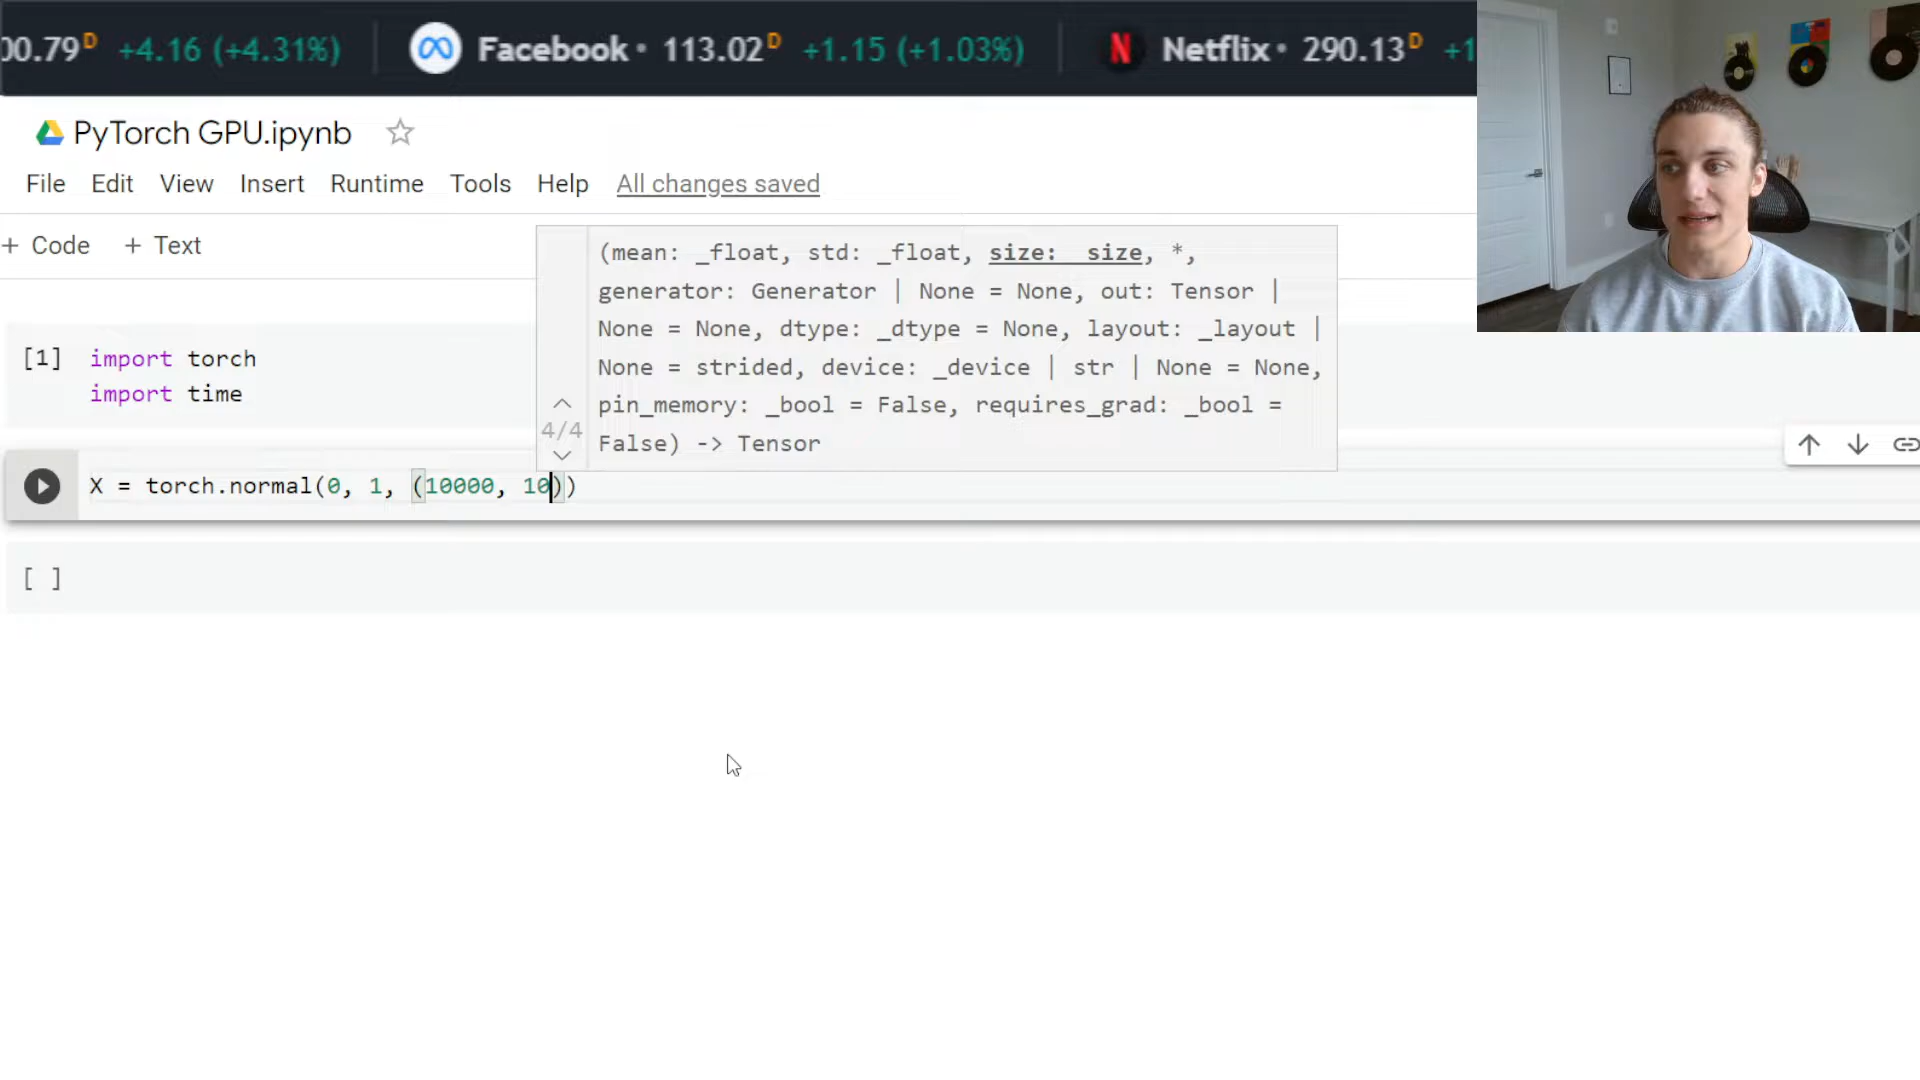 00.79D +4.16 (+4.31%) Facebook • 113.02D +1.15 (+1.03%) N Netflix • 290.13D +1
PyTorch GPU.ipynb
File Edit View Insert Runtime Tools Help All changes saved
+ Code + Text
(mean: _float, std: _float, size: _size, *,
generator: Generator | None = None, out: Tensor |
None = None, dtype: _dtype = None, layout: _layout |
None = strided, device: _device | str | None = None,
pin_memory: _bool = False, requires_grad: _bool =
False) -> Tensor
4/4
[1] import torch
import time
X = torch.normal(0, 1, (10000, 10))
[ ]